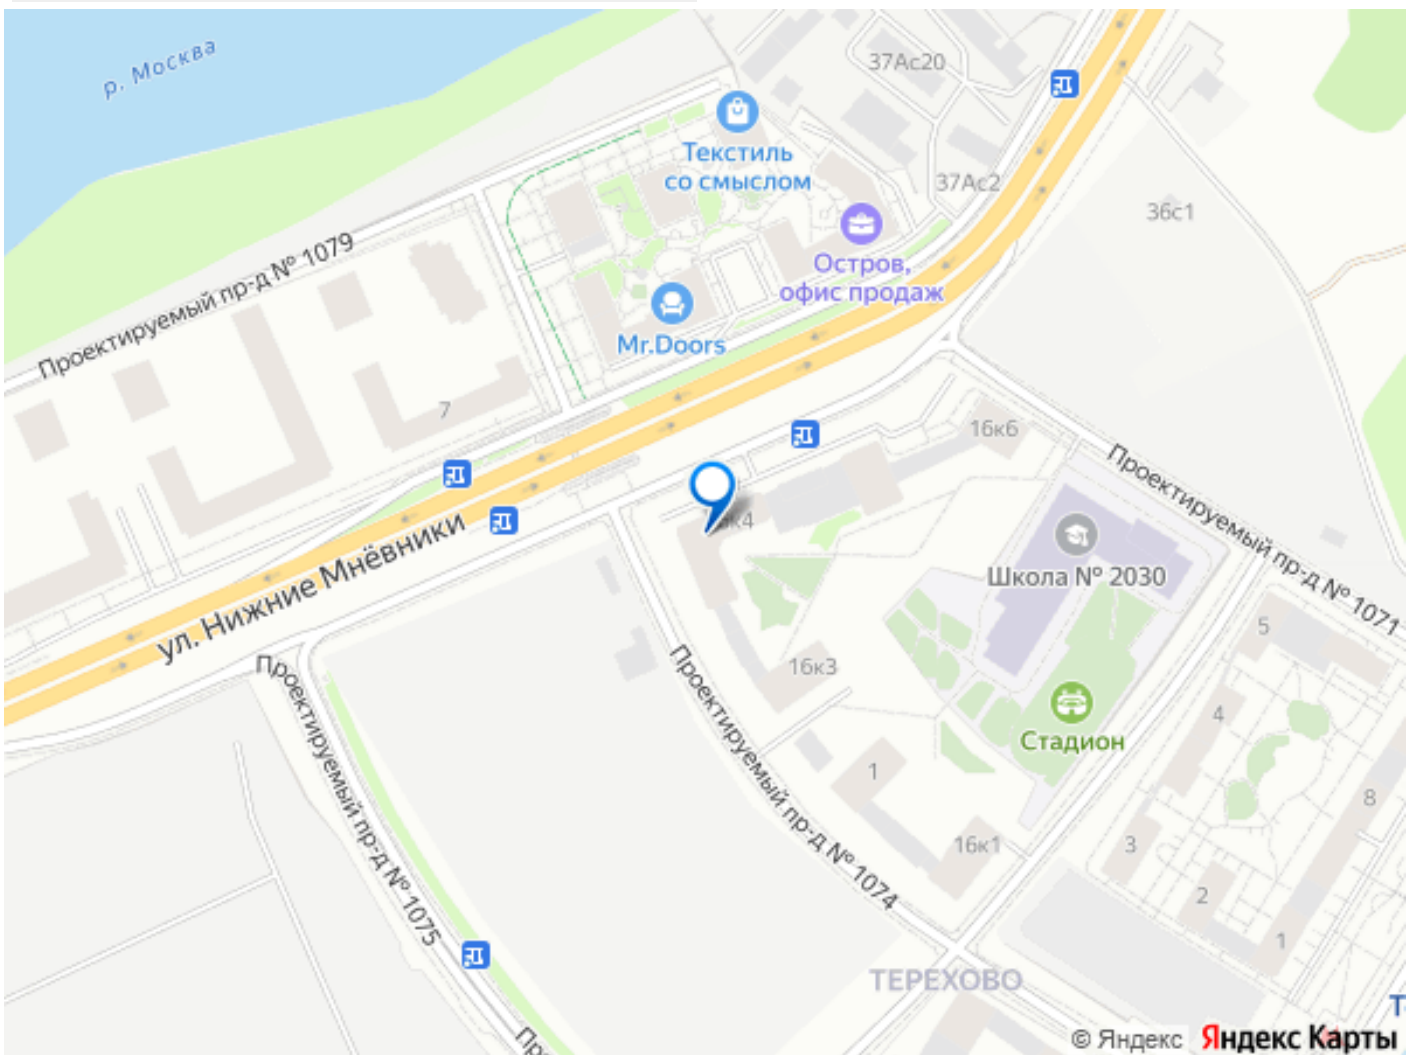 р. Москва
37Ас20
Текстиль
со смыслом
37Ас2
36с1
Остров,
офис продаж
Проектируемый пр-д № 1079
Mr.Doors
7
16к6
Проектируемый пр-д № 1071
16к4
ул. Нижние Мнёвники
Школа № 2030
5
Проектируемый пр-д № 1075
Проектируемый пр-д № 1074
16к3
4
Стадион
1
8
16к1
3
2
1
ТЕРЕХОВО
© Яндекс Яндекс Карты